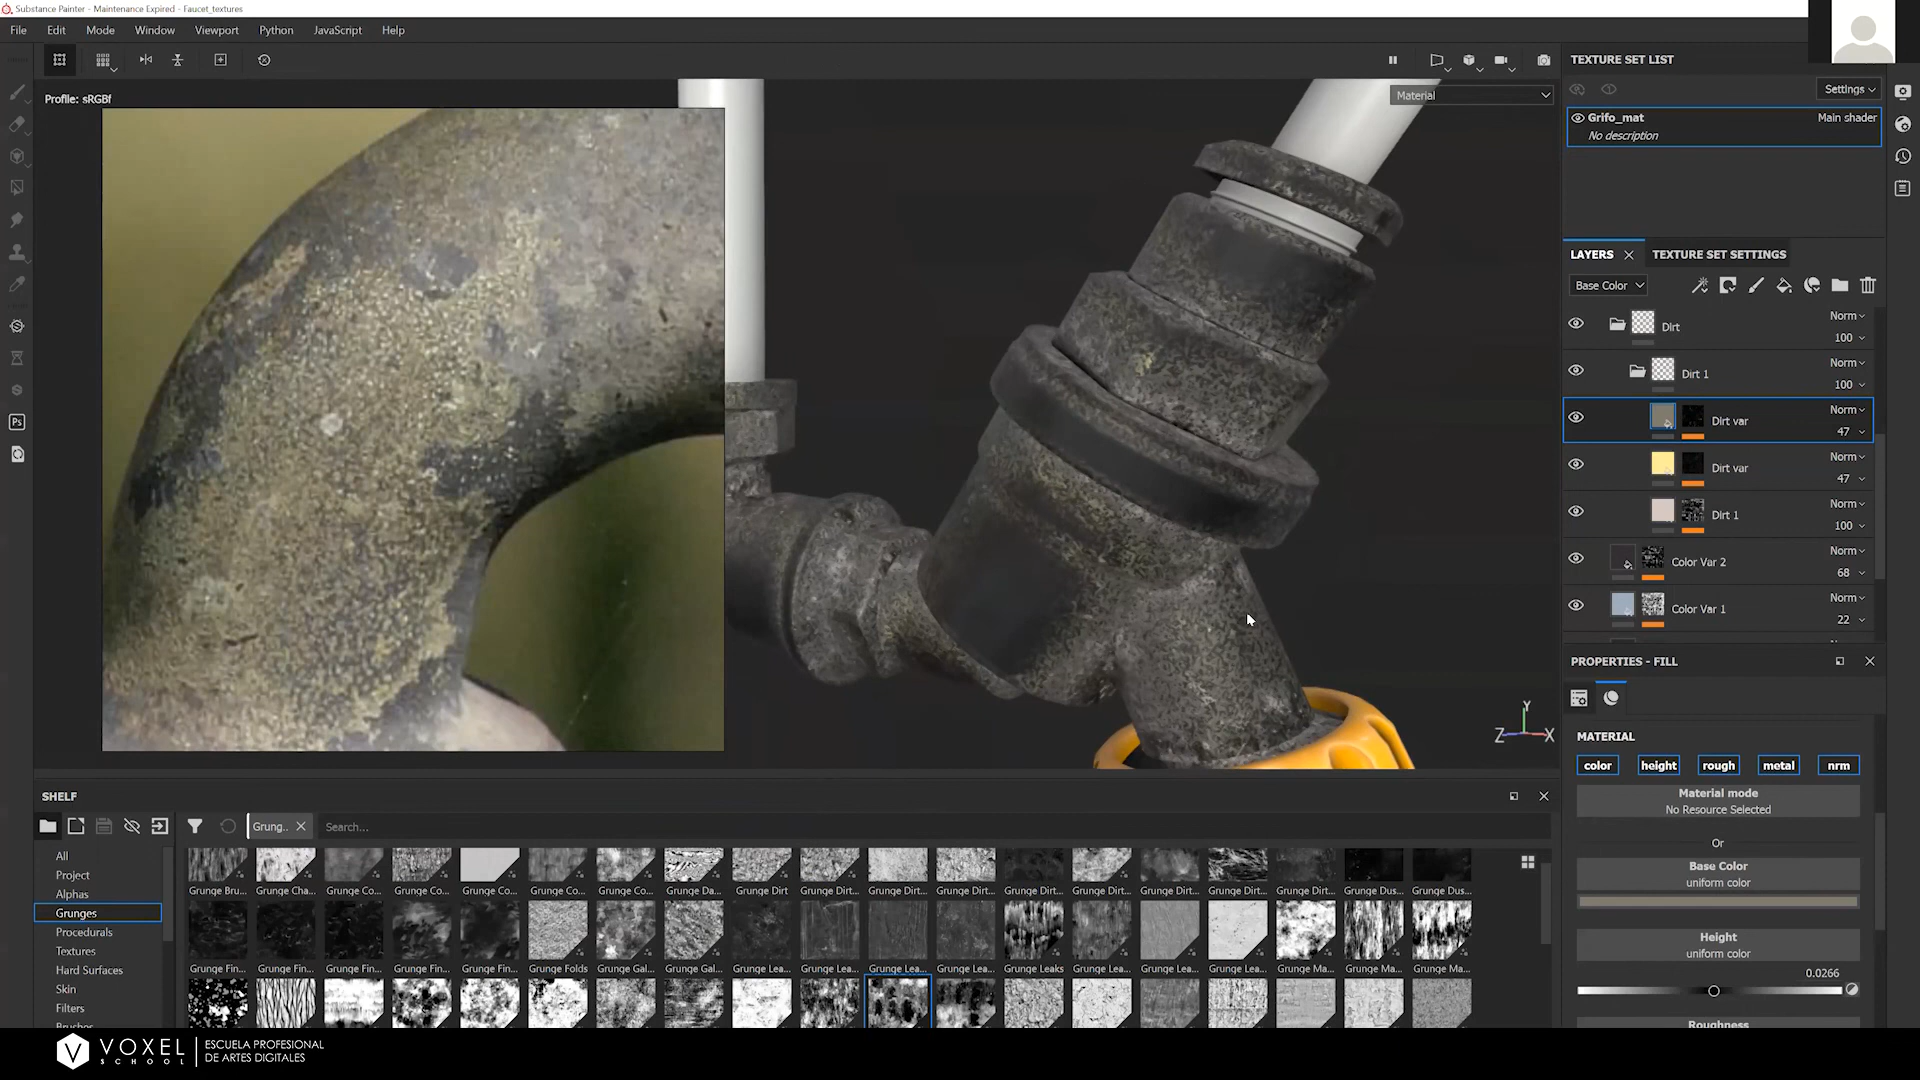 Substance Painter - Maintenance Expired - Faucet_textures
File Edit Mode Window Viewport Python JavaScript Help
Profile: sRGBf
Material
TEXTURE SET LIST
Settings
Grifo_mat Main shader
No description
LAYERS TEXTURE SET SETTINGS
Base Color
Norm
Dirt
100
Norm
Dirt 1
100
Norm
Dirt var
47
Norm
Dirt var
47
Norm
Dirt 1
100
Norm
Color Var 2
68
Norm
Color Var 1
22
PROPERTIES - FILL
MATERIAL
color height rough metal nrm
Material mode
No Resource Selected
Or
Base Color
uniform color
Height
uniform color
0.0266
Roughness
Y
Z X
Ps
SHELF
Grung.. Search...
All
Project
Alphas
Grunges
Procedurals
Textures
Hard Surfaces
Skin
Filters
Brushes
Grunge Bru... Grunge Cha... Grunge Co... Grunge Co... Grunge Co... Grunge Co... Grunge Co... Grunge Da... Grunge Dirt Grunge Dirt... Grunge Dirt... Grunge Dirt... Grunge Dirt... Grunge Dirt... Grunge Dirt... Grunge Dirt... Grunge Dirt... Grunge Dus... Grunge Dus...
Grunge Fin... Grunge Fin... Grunge Fin... Grunge Fin... Grunge Fin... Grunge Folds Grunge Gal... Grunge Gal... Grunge Lea... Grunge Lea... Grunge Lea... Grunge Lea... Grunge Leaks Grunge Lea... Grunge Lea... Grunge Lea... Grunge Ma... Grunge Ma... Grunge Ma...
VOXEL
SCHOOL
ESCUELA PROFESIONAL
DE ARTES DIGITALES